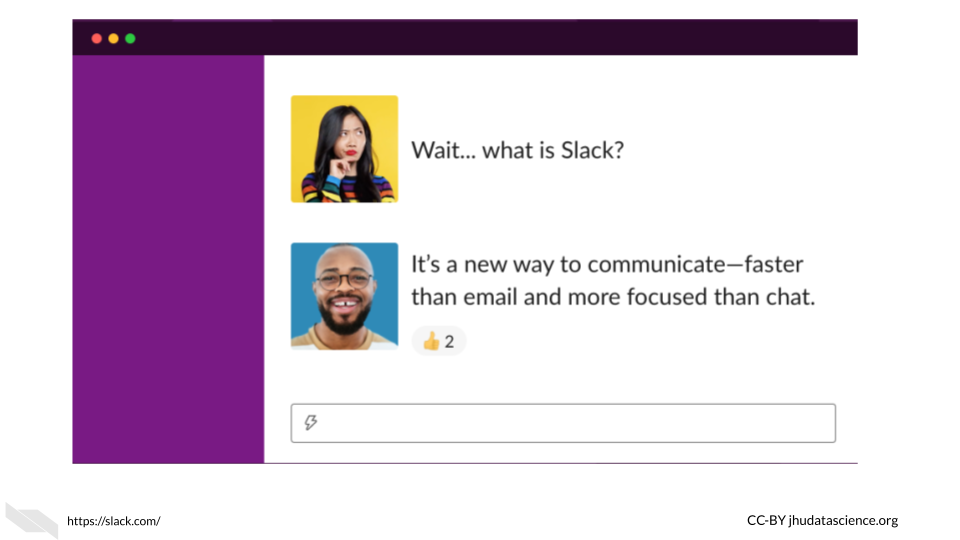 Wait... what is Slack?
It’s a new way to communicate—faster
than email and more focused than chat.
👍 2
https://slack.com/
CC-BY jhudatascience.org